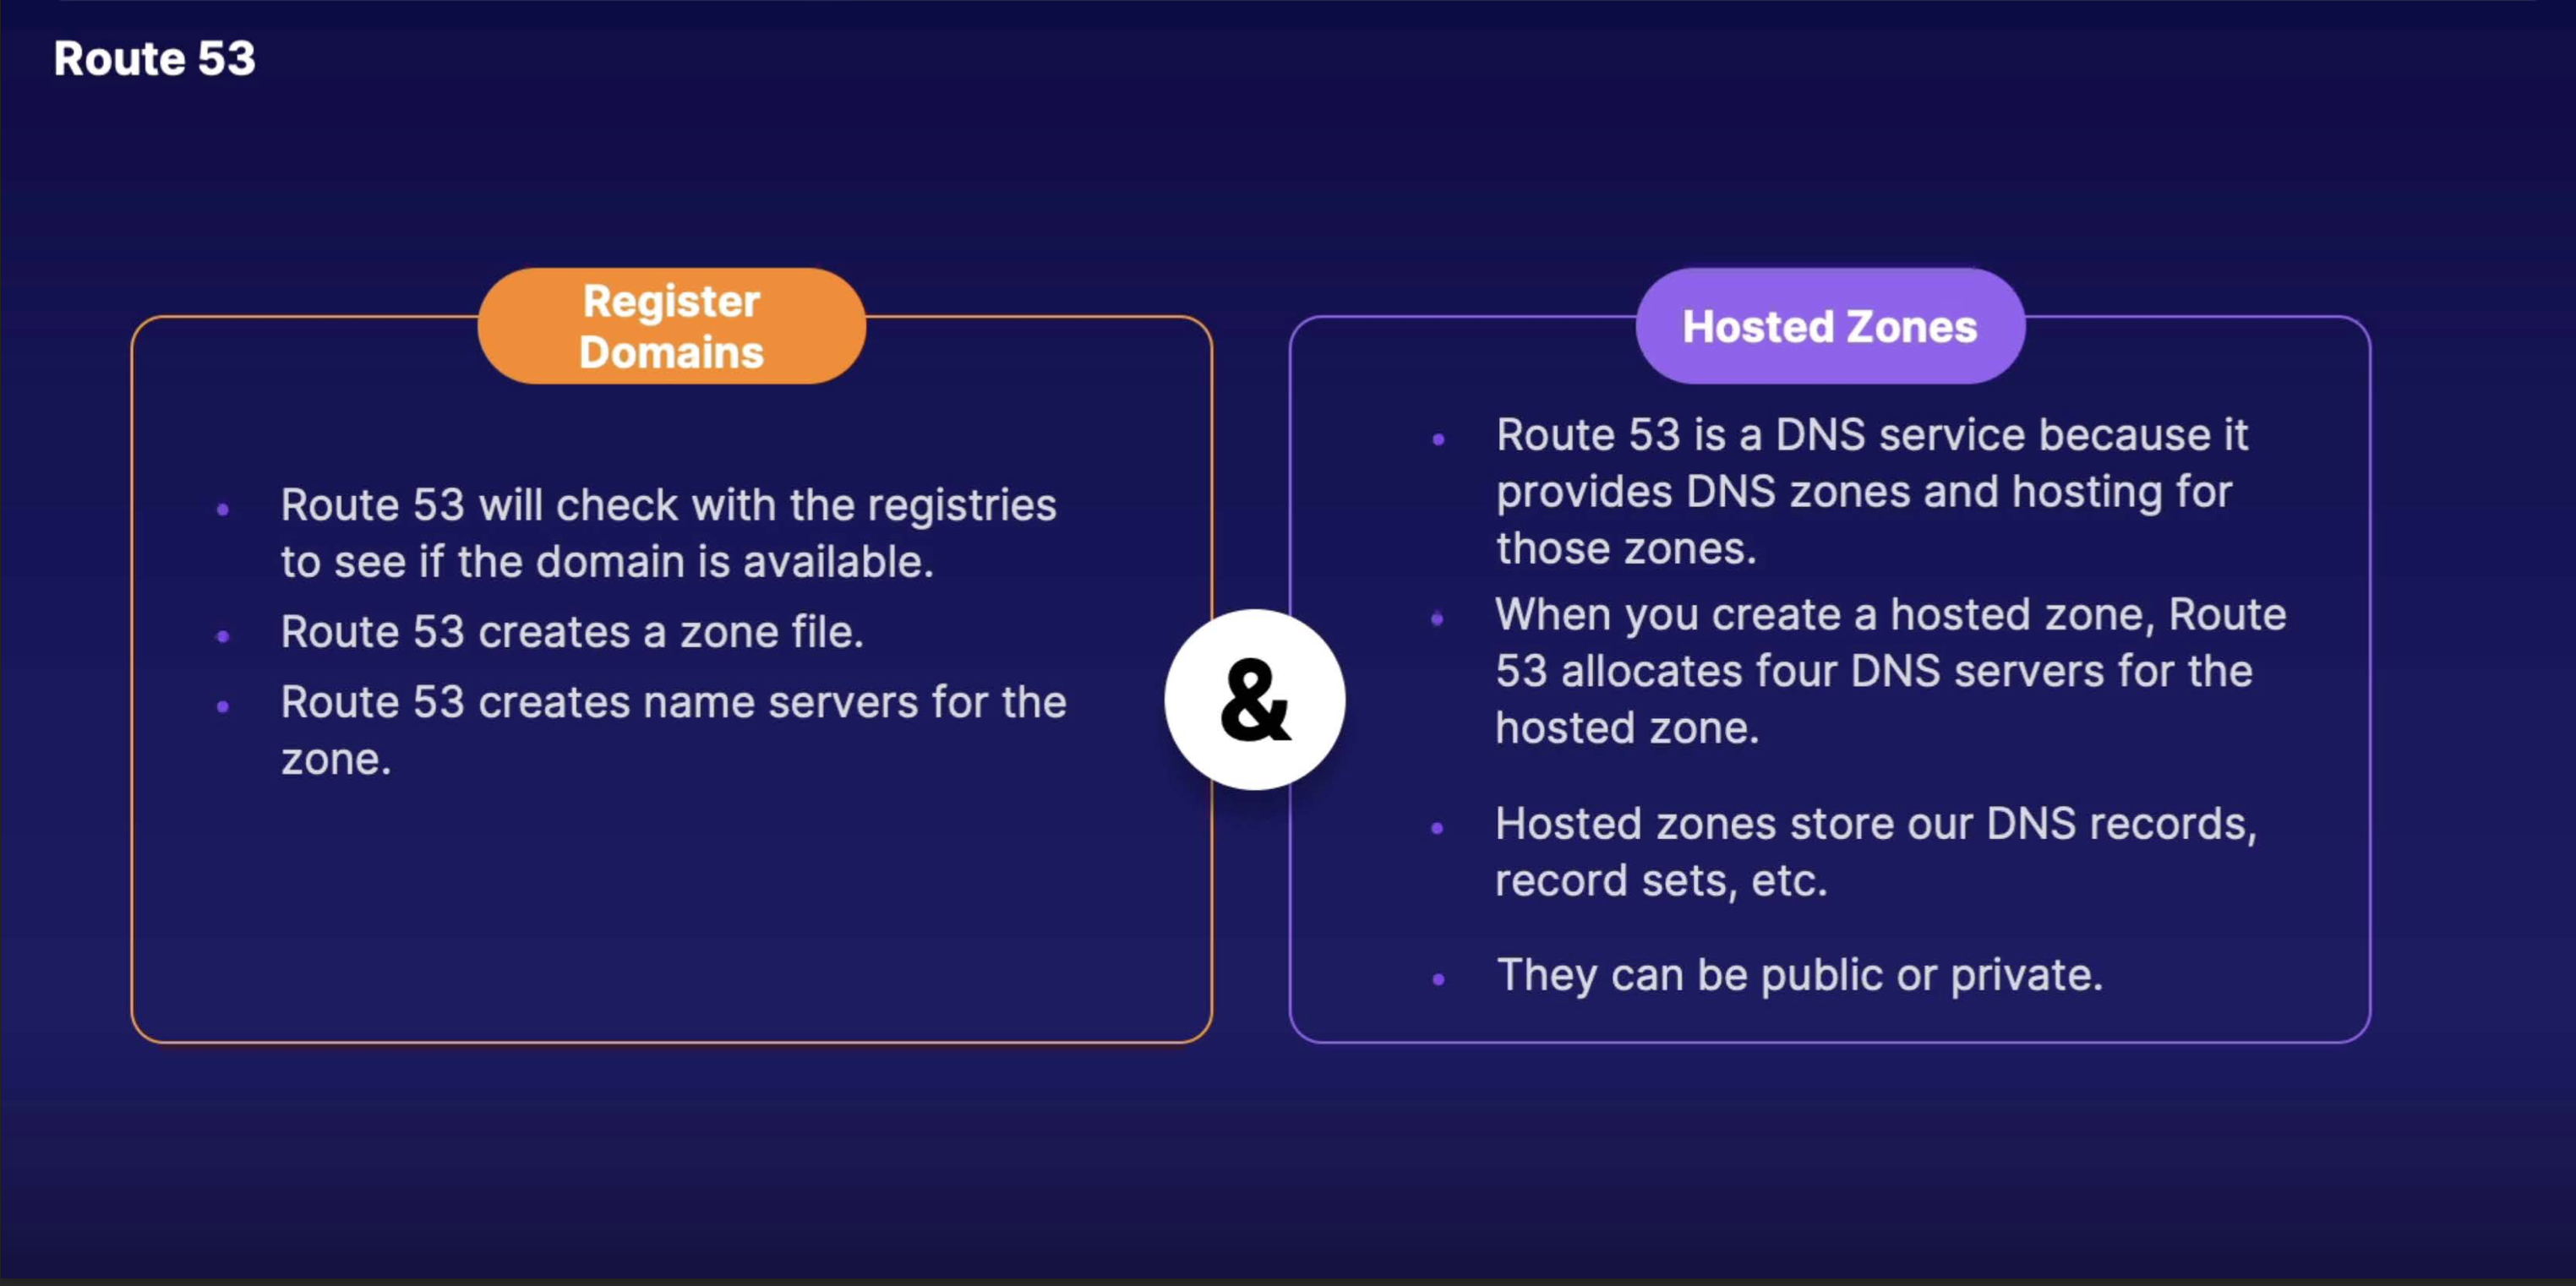 Route 53
Register
Domains
Route 53 will check with the registries
to see if the domain is available.
Route 53 creates a zone file.
Route 53 creates name servers for the
zone.
&
Hosted Zones
Route 53 is a DNS service because it
provides DNS zones and hosting for
those zones.
When you create a hosted zone, Route
53 allocates four DNS servers for the
hosted zone.
Hosted zones store our DNS records,
record sets, etc.
They can be public or private.